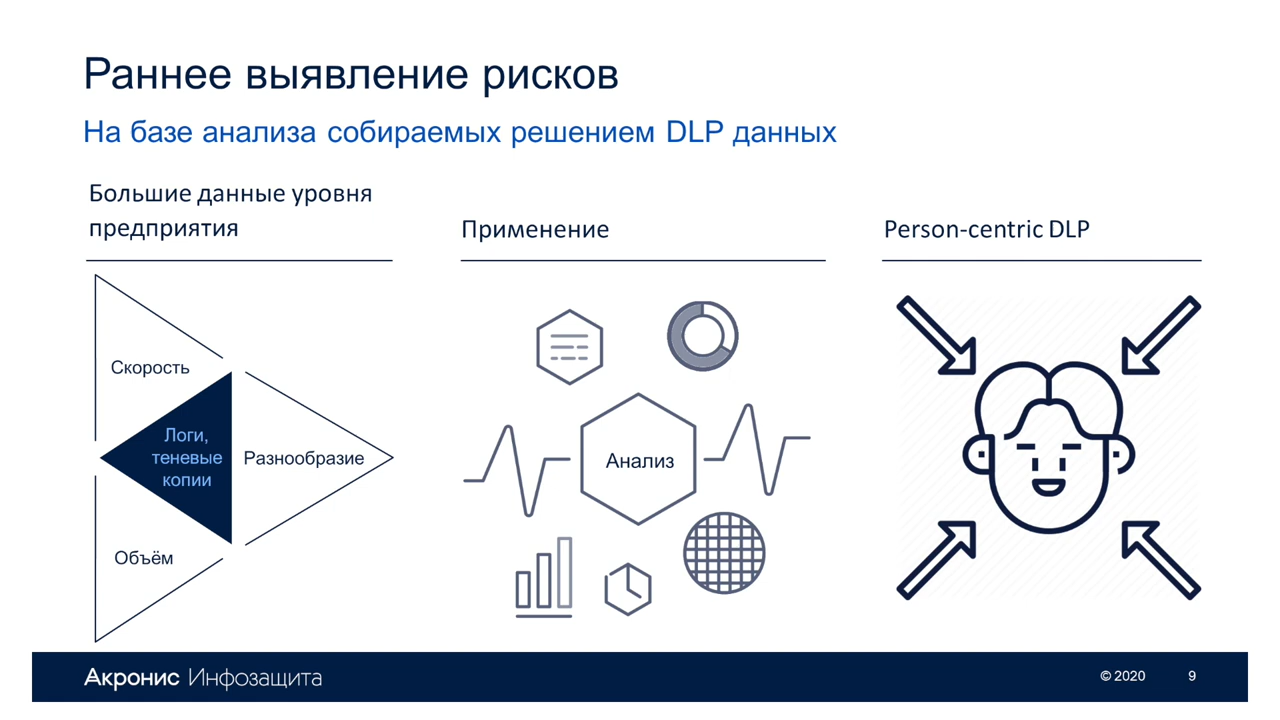 Раннее выявление рисков
На базе анализа собираемых решением DLP данных
Большие данные уровня
предприятия
Скорость
Логи,
теневые
копии
Разнообразие
Объём
Применение
Анализ
Person-centric DLP
Акронис Инфозащита
© 2020
9